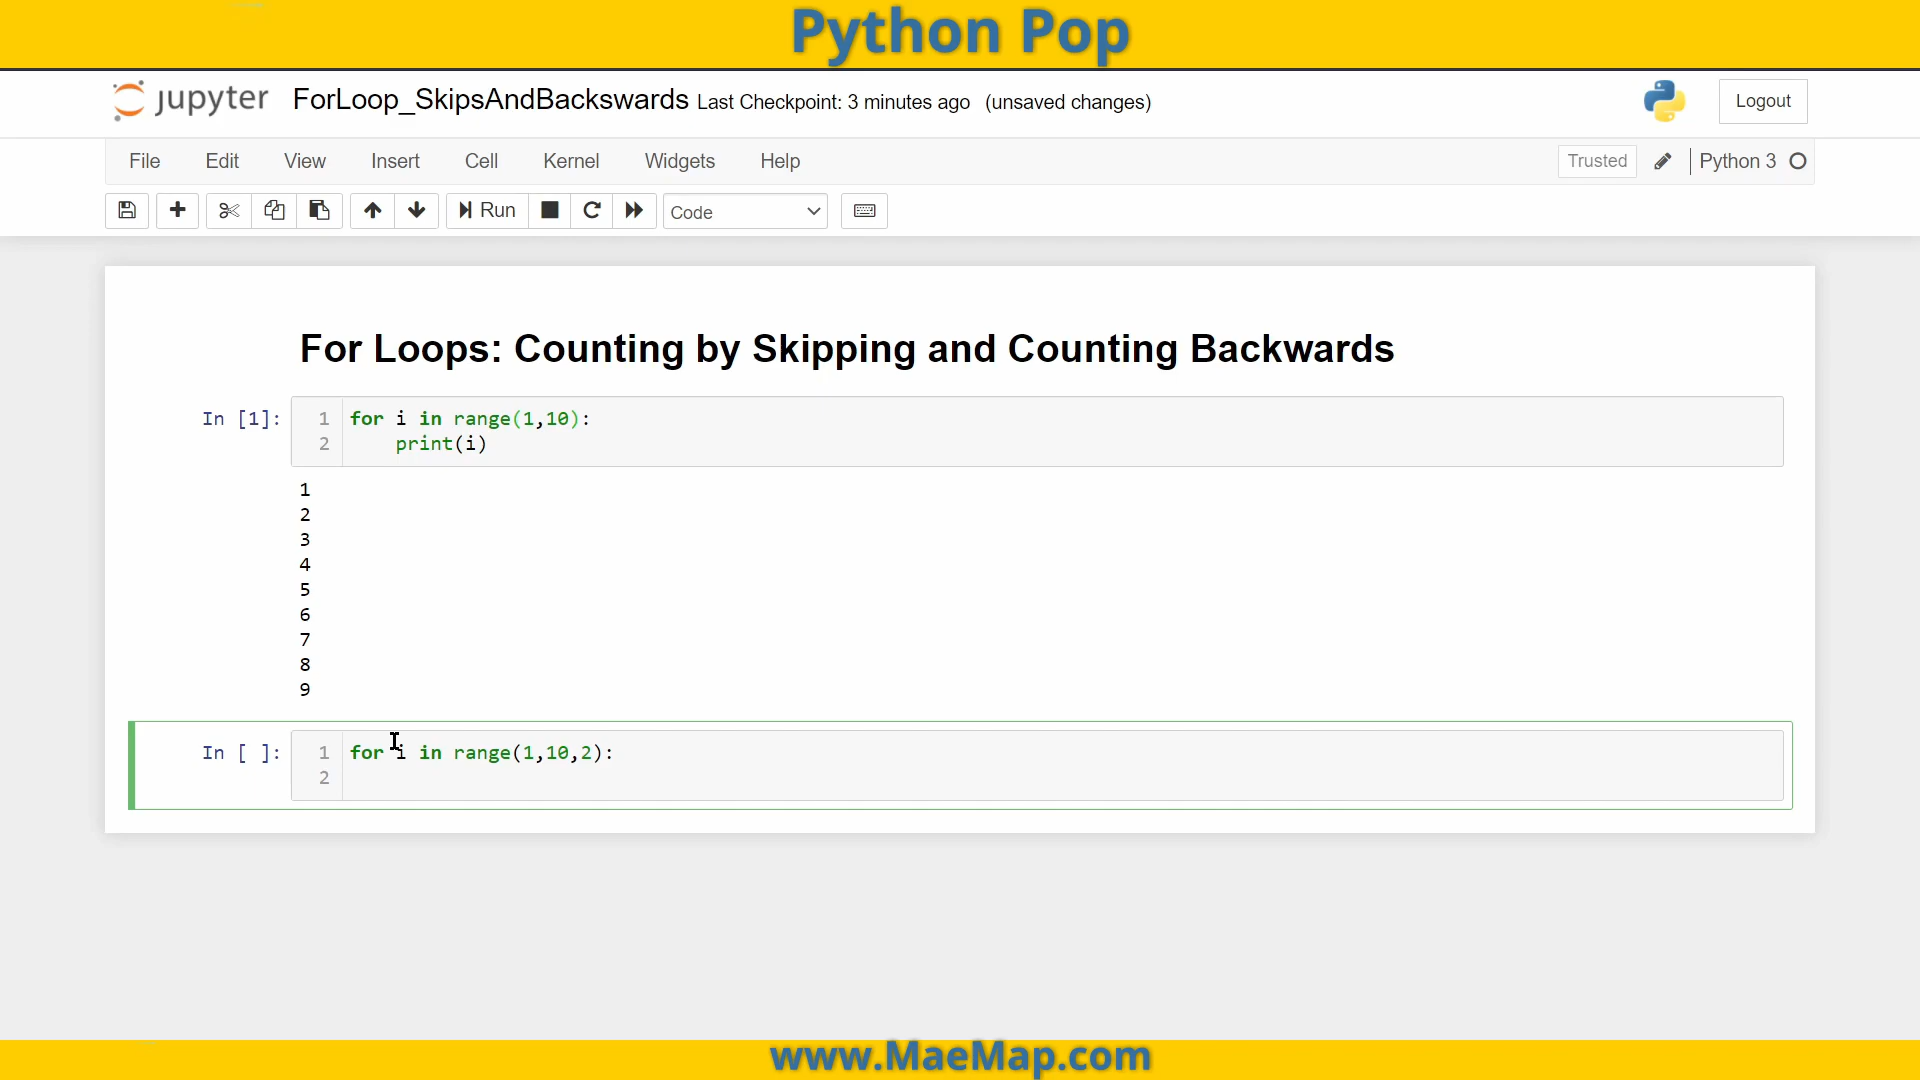 Python Pop
jupyter ForLoop_SkipsAndBackswards Last Checkpoint: 3 minutes ago (unsaved changes) Logout
File Edit View Insert Cell Kernel Widgets Help Trusted Python 3
Run Code
For Loops: Counting by Skipping and Counting Backwards
In [1]: 1 for i in range(1,10):
2 print(i)
1
2
3
4
5
6
7
8
9
In [ ]: 1 for i in range(1,10,2):
2
www.MaeMap.com